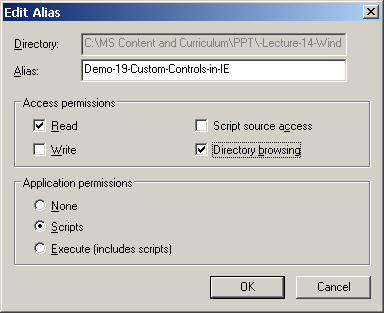 Edit Alias
Directory: C:\MS Content and Curriculum\PPT\-Lecture-14-Wind
Alias: Demo-19-Custom-Controls-in-IE
Access permissions
Read Script source access
Write Directory browsing
Application permissions
None
Scripts
Execute (includes scripts)
OK Cancel